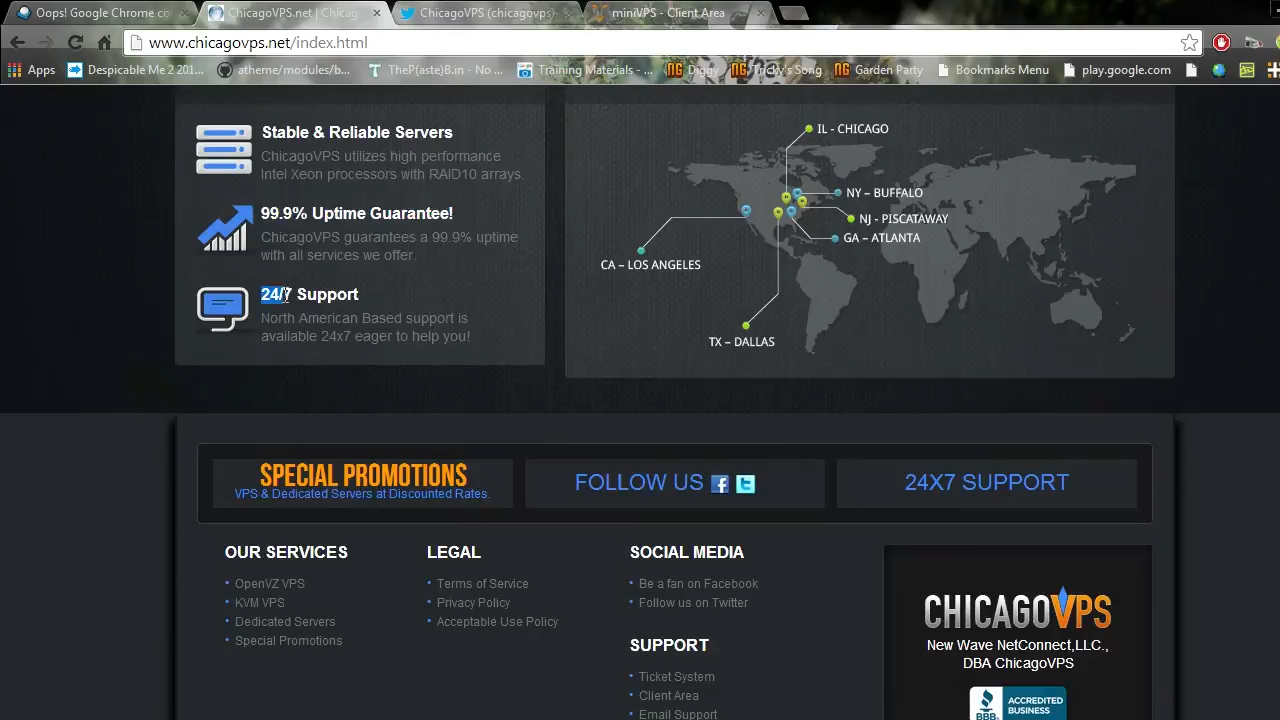 Oops! Google Chrome co
ChicagoVPS.net | Chicag
ChicagoVPS (chicagovps)
miniVPS - Client Area
www.chicagovps.net/index.html
Apps
Despicable Me 2 201...
atheme/modules/b...
TheP(aste)B.in - No ...
Training Materials - ...
Diggy
Tricky's Song
Garden Party
Bookmarks Menu
play.google.com
Stable & Reliable Servers
ChicagoVPS utilizes high performance
Intel Xeon processors with RAID10 arrays.
99.9% Uptime Guarantee!
ChicagoVPS guarantees a 99.9% uptime
with all services we offer.
24/7 Support
North American Based support is
available 24x7 eager to help you!
IL - CHICAGO
NY – BUFFALO
NJ - PISCATAWAY
GA – ATLANTA
CA – LOS ANGELES
TX – DALLAS
SPECIAL PROMOTIONS
VPS & Dedicated Servers at Discounted Rates.
FOLLOW US
24X7 SUPPORT
OUR SERVICES
OpenVZ VPS
KVM VPS
Dedicated Servers
Special Promotions
LEGAL
Terms of Service
Privacy Policy
Acceptable Use Policy
SOCIAL MEDIA
Be a fan on Facebook
Follow us on Twitter
SUPPORT
Ticket System
Client Area
Email Support
CHICAGOVPS
New Wave NetConnect,LLC.,
DBA ChicagoVPS
BBB
ACCREDITED
BUSINESS